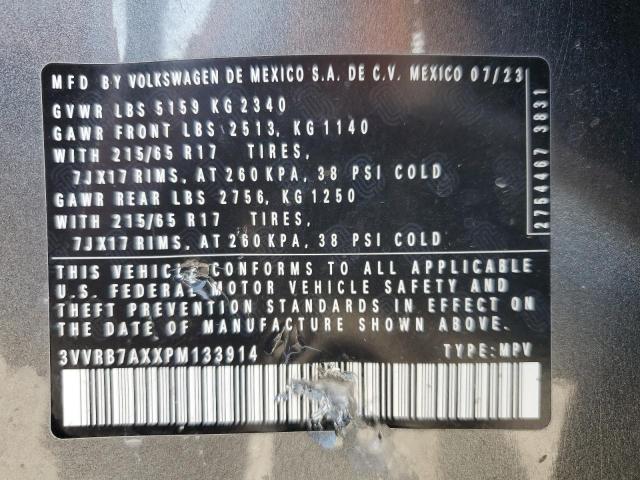 MFD BY VOLKSWAGEN DE MEXICO S.A. DE C.V. MEXICO 07/23
GVWR LBS 5159 KG 2340
GAWR FRONT LBS 2513, KG 1140
WITH 215/65 R17 TIRES,
7JX17 RIMS, AT 260 KPA, 38 PSI COLD
GAWR REAR LBS 2756, KG 1250
WITH 215/65 R17 TIRES,
7JX17 RIMS, AT 260 KPA, 38 PSI COLD
2754467 3831
THIS VEHICLE CONFORMS TO ALL APPLICABLE
U.S. FEDERAL MOTOR VEHICLE SAFETY AND
THEFT PREVENTION STANDARDS IN EFFECT ON
THE DATE OF MANUFACTURE SHOWN ABOVE.
3VVRB7AXXPM133914 TYPE:MPV